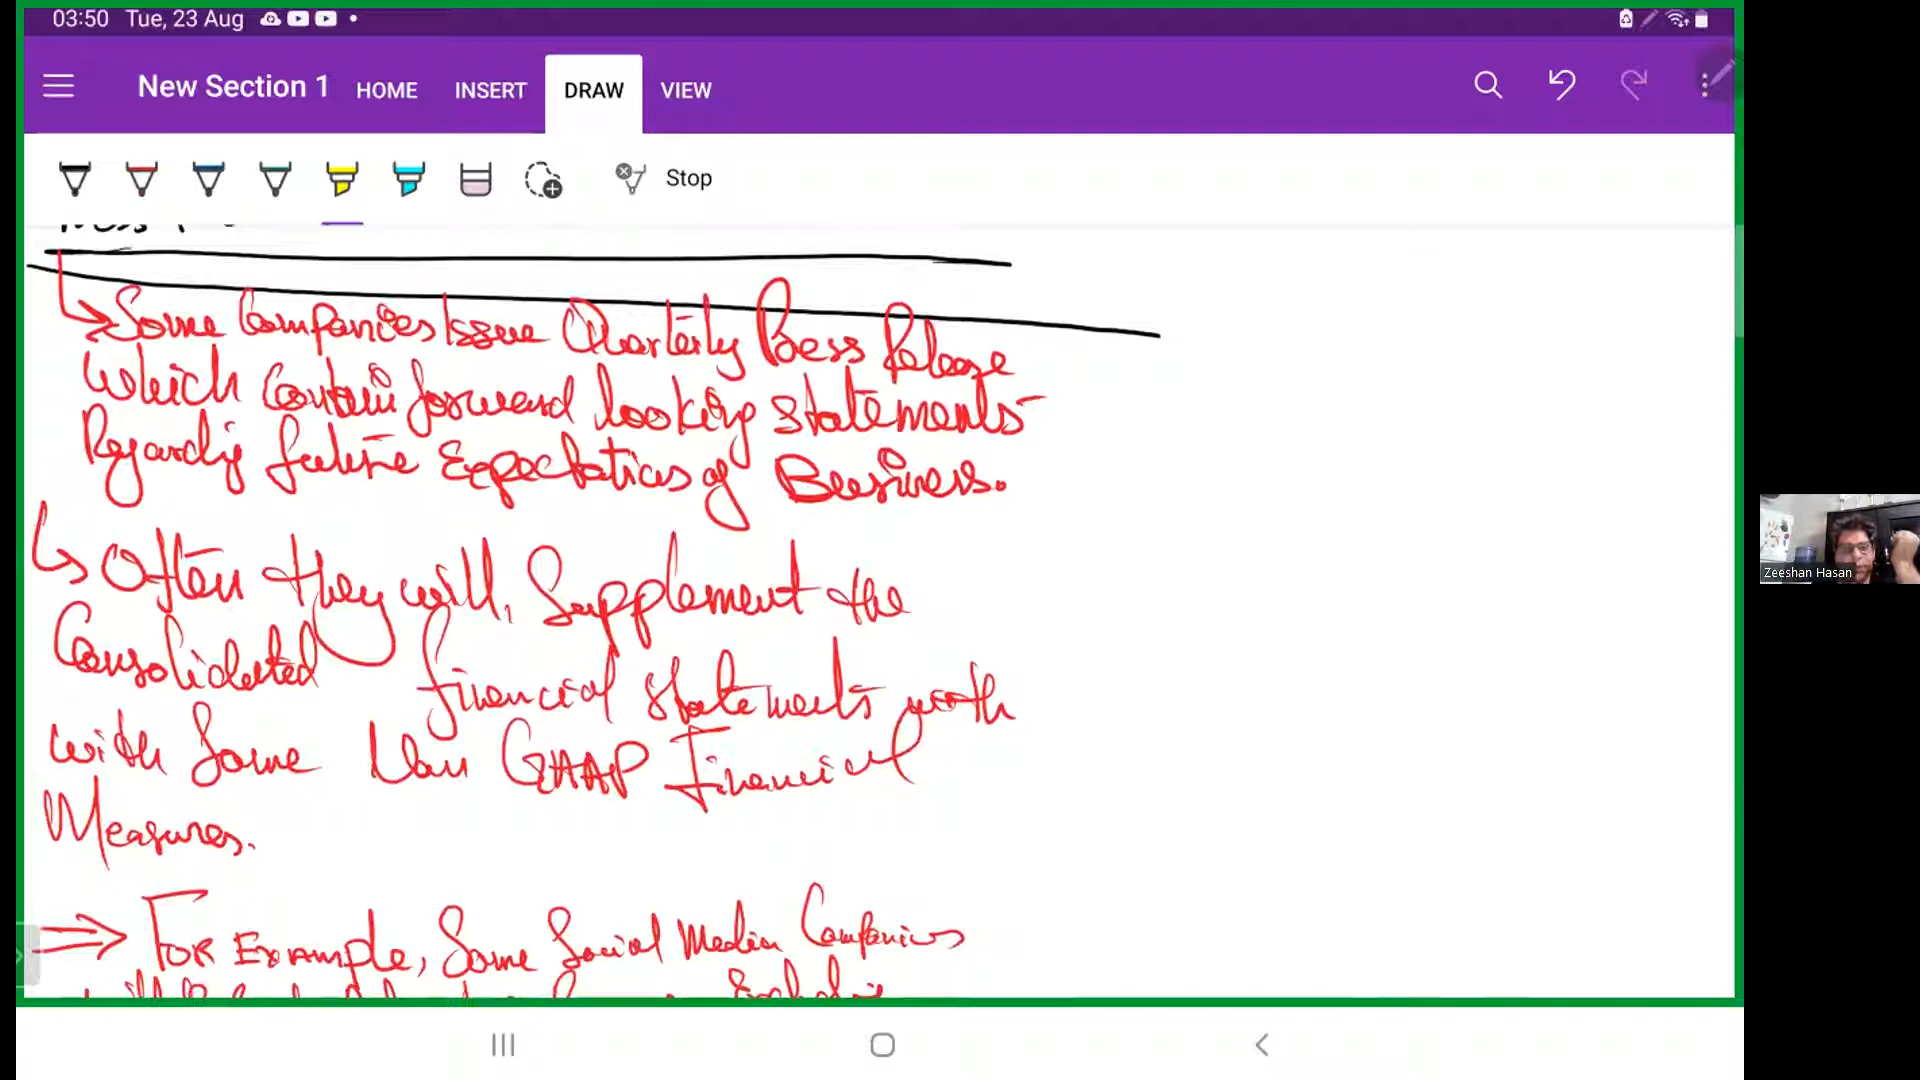 03:50 Tue, 23 Aug
New Section 1 HOME INSERT DRAW VIEW
Stop
Some Companies Issue Quarterly Press Release
Which Contain forward looking Statements
Regarding future Expectations of Business.
Often they will, Supplement the
Consolidated financial statements with
with Some Non GAAP Financial
Measures.
For Example, Some Social Media Companies
Zeeshan Hasan